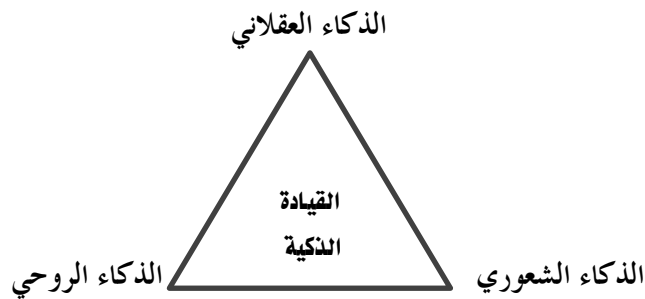 الذكاء العقلاني
القيادة
الذكية
الذكاء الشعوري
الذكاء الروحي